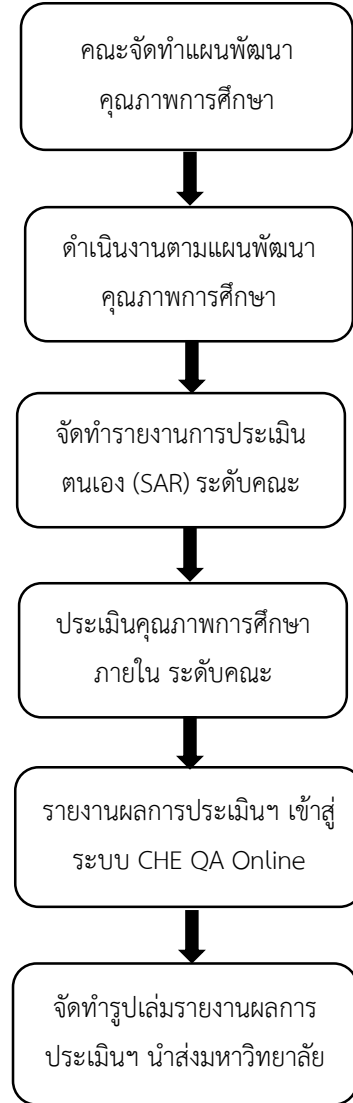 คณะจัดทำแผนพัฒนา
คุณภาพการศึกษา
ดำเนินงานตามแผนพัฒนา
คุณภาพการศึกษา
จัดทำรายงานการประเมิน
ตนเอง (SAR) ระดับคณะ
ประเมินคุณภาพการศึกษา
ภายใน ระดับคณะ
รายงานผลการประเมินฯ เข้าสู่
ระบบ CHE QA Online
จัดทำรูปเล่มรายงานผลการ
ประเมินฯ นำส่งมหาวิทยาลัย